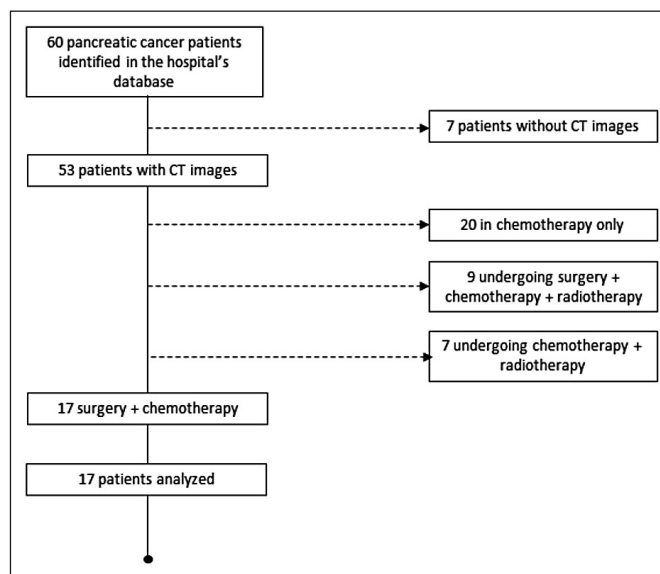 60 pancreatic cancer patients
identified in the hospital's
database
7 patients without CT images
53 patients with CT images
20 in chemotherapy only
9 undergoing surgery +
chemotherapy + radiotherapy
7 undergoing chemotherapy +
radiotherapy
17 surgery + chemotherapy
17 patients analyzed